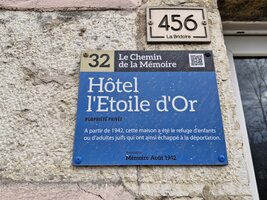 456
La Bridoire
32
Le Chemin
de la Mémoire
Hôtel
l'Etoile d'Or
PROPRIÉTÉ PRIVÉE
A partir de 1942, cette maison a été le refuge d'enfants
ou d'adultes juifs qui ont ainsi échappé à la déportation.
Mémoire Août 1942